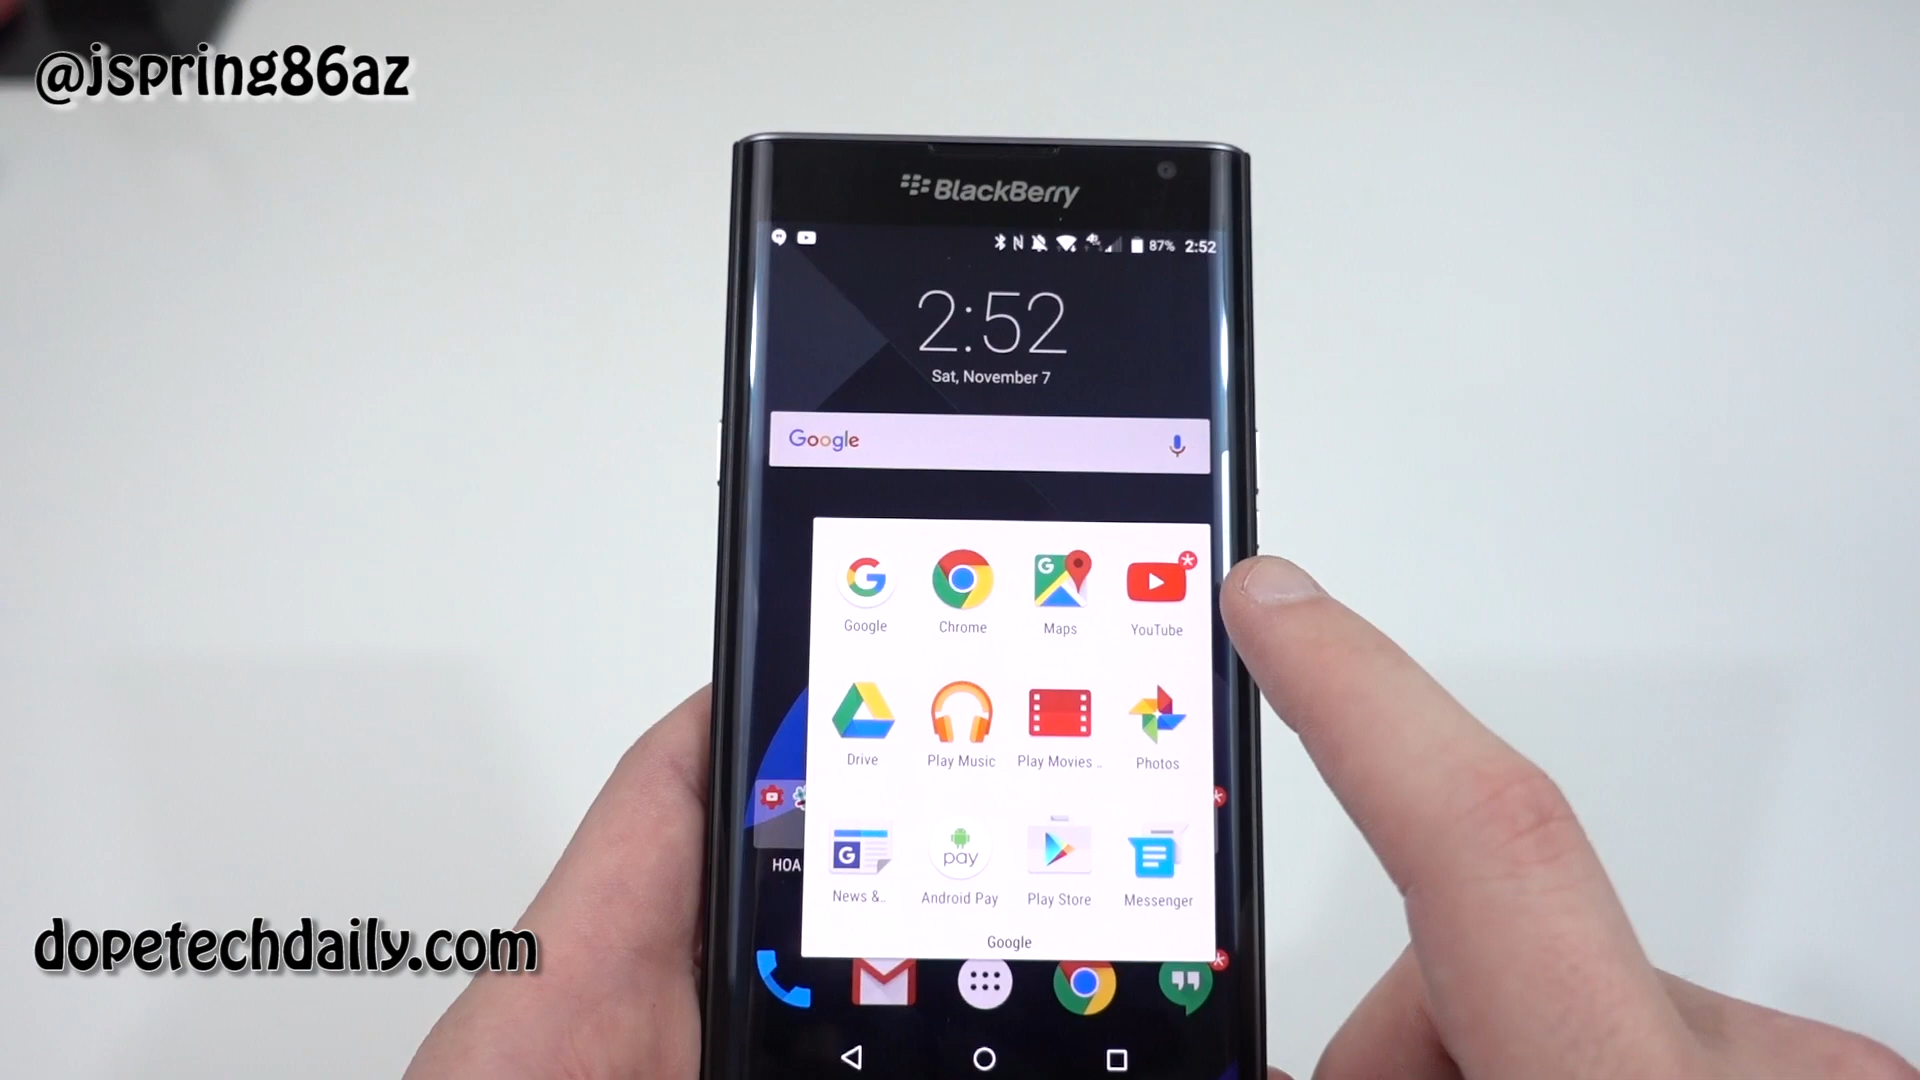 @jspring86az
BlackBerry
87% 2:52
2:52
Sat, November 7
Google
Google Chrome Maps YouTube
Drive Play Music Play Movies .. Photos
G
pay
News &.. Android Pay Play Store Messenger
HOA
Google
dopetechdaily.com